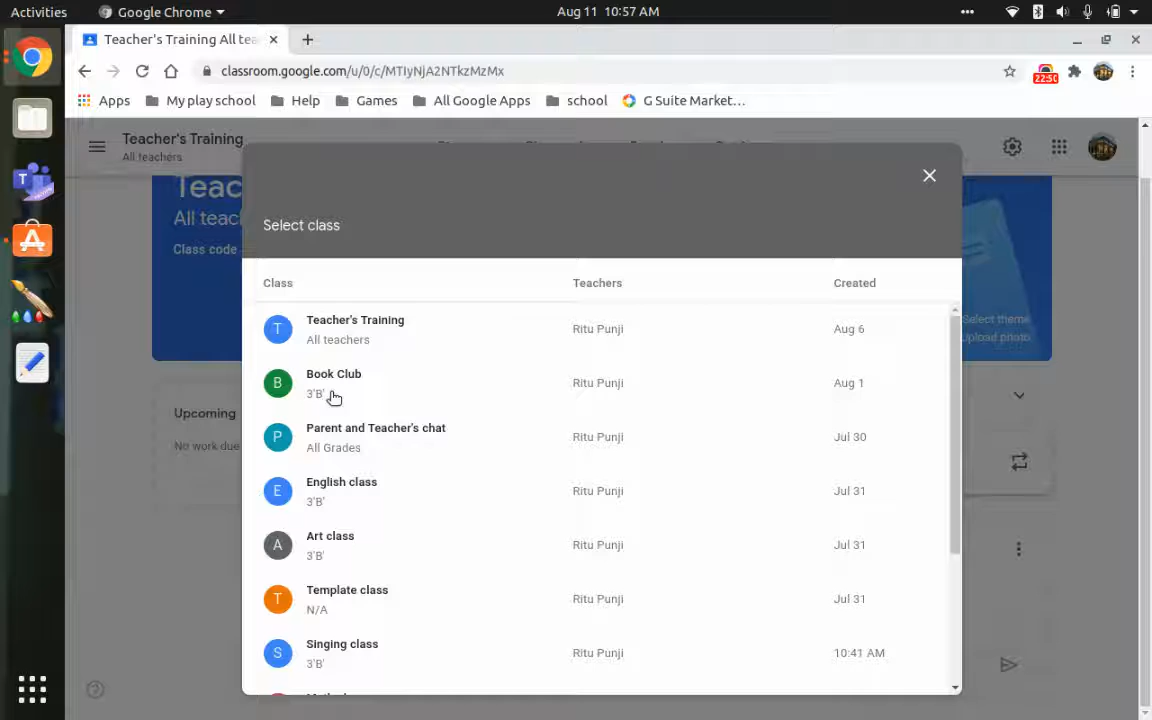 Activities Google Chrome Aug 11 10:57 AM
Teacher's Training All tea
classroom.google.com/u/0/c/MTIyNjA2NTkzMzMx
22:50
Apps My play school Help Games All Google Apps school G Suite Market…
Teacher's Training
All teachers
Teac
All teac
Class code
Select class
Class Teachers Created
T Teacher's Training Ritu Punji Aug 6
All teachers
B Book Club Ritu Punji Aug 1
3'B'
P Parent and Teacher's chat Ritu Punji Jul 30
All Grades
E English class Ritu Punji Jul 31
3'B'
A Art class Ritu Punji Jul 31
3'B'
T Template class Ritu Punji Jul 31
N/A
S Singing class Ritu Punji 10:41 AM
3'B'
Select theme
Upload photo
Upcoming
No work due